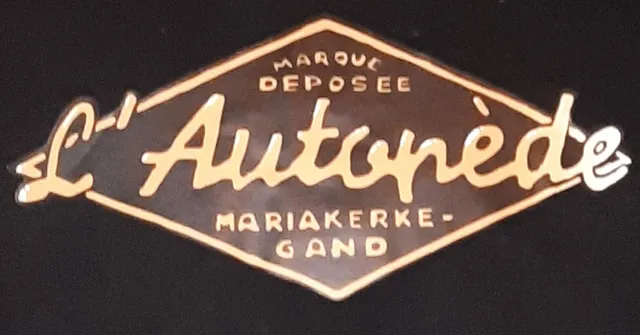 MARQUE
DEPOSEE
L'Autopède
MARIAKERKE-
GAND